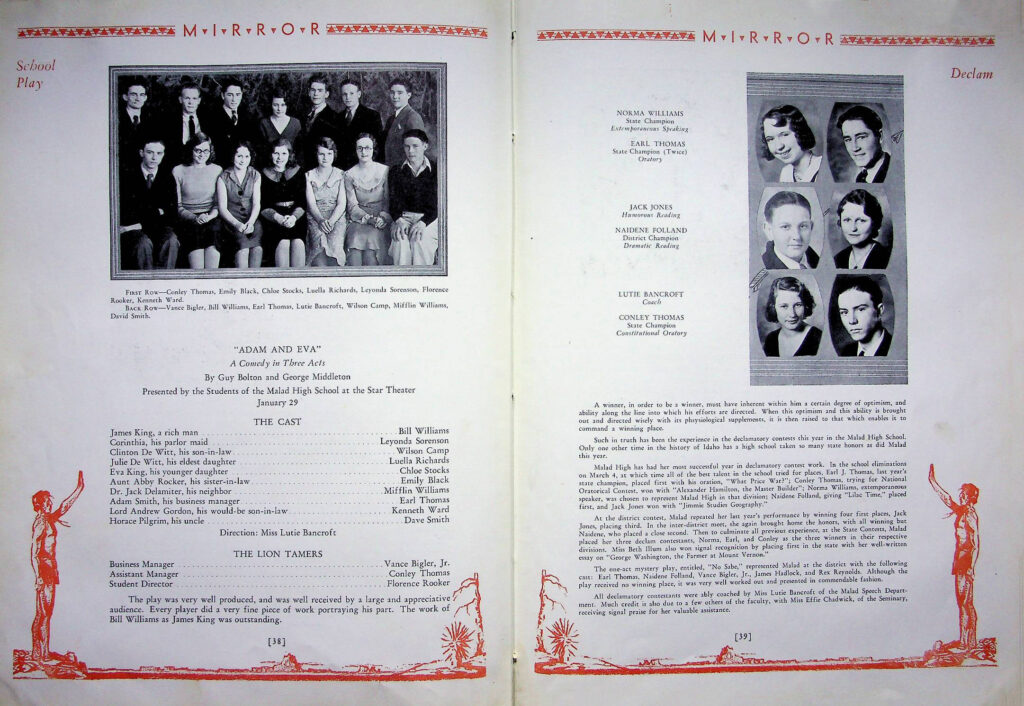 M·I·R·R·O·R
School
Play
First Row—Conley Thomas, Emily Black, Chloe Stocks, Luella Richards, Leyonda Sorenson, Florence
Rooker, Kenneth Ward.
Back Row—Vance Bigler, Bill Williams, Earl Thomas, Lutie Bancroft, Wilson Camp, Mifflin Williams,
David Smith.
"ADAM AND EVA"
A Comedy in Three Acts
By Guy Bolton and George Middleton
Presented by the Students of the Malad High School at the Star Theater
January 29
THE CAST
James King, a rich man ........ Bill Williams
Corinthia, his parlor maid ........ Leyonda Sorenson
Clinton De Witt, his son-in-law ........ Wilson Camp
Julie De Witt, his eldest daughter ........ Luella Richards
Eva King, his younger daughter ........ Chloe Stocks
Aunt Abby Rocker, his sister-in-law ........ Emily Black
Dr. Jack Delamiter, his neighbor ........ Mifflin Williams
Adam Smith, his business manager ........ Earl Thomas
Lord Andrew Gordon, his would-be son-in-law ........ Kenneth Ward
Horace Pilgrim, his uncle ........ Dave Smith
Direction: Miss Lutie Bancroft
THE LION TAMERS
Business Manager ........ Vance Bigler, Jr.
Assistant Manager ........ Conley Thomas
Student Director ........ Florence Rooker
The play was very well produced, and was well received by a large and appreciative
audience. Every player did a very fine piece of work portraying his part. The work of
Bill Williams as James King was outstanding.
[38]
M·I·R·R·O·R
Declam
NORMA WILLIAMS
State Champion
Extemporaneous Speaking
EARL THOMAS
State Champion (Twice)
Oratory
JACK JONES
Humorous Reading
NAIDENE FOLLAND
District Champion
Dramatic Reading
LUTIE BANCROFT
Coach
CONLEY THOMAS
State Champion
Constitutional Oratory
A winner, in order to be a winner, must have inherent within him a certain degree of optimism, and
ability along the line into which his efforts are directed. When this optimism and this ability is brought
out and directed wisely with its physiological supplements, it is then raised to that which enables it to
command a winning place.
Such in truth has been the experience in the declamatory contests this year in the Malad High School.
Only one other time in the history of Idaho has a high school taken so many state honors as did Malad
this year.
Malad High has had her most successful year in declamatory contest work. In the school eliminations
on March 4, at which time all of the best talent in the school tried for places, Earl J. Thomas, last year's
state champion, placed first with his oration, "What Price War?"; Conley Thomas, trying for National
Oratorical Contest, won with "Alexander Hamilton, the Master Builder"; Norma Williams, extemporaneous
speaker, was chosen to represent Malad High in that division; Naidene Folland, giving "Lilac Time," placed
first, and Jack Jones won with "Jimmie Studies Geography."
At the district contest, Malad repeated her last year's performance by winning four first places, Jack
Jones, placing third. In the inter-district meet, she again brought home the honors, with all winning but
Naidene, who placed a close second. Then to culminate all previous experience, at the State Contests, Malad
placed her three declam contestants, Norma, Earl, and Conley as the three winners in their respective
divisions. Miss Beth Illum also won signal recognition by placing first in the state with her well-written
essay on "George Washington, the Farmer at Mount Vernon."
The one-act mystery play, entitled, "No Sabe," represented Malad at the district with the following
cast: Earl Thomas, Naidene Folland, Vance Bigler, Jr., James Hadlock, and Rex Reynolds. Although the
play received no winning place, it was very well worked out and presented in commendable fashion.
All declamatory contestants were ably coached by Miss Lutie Bancroft of the Malad Speech Depart-
ment. Much credit is also due to a few others of the faculty, with Miss Effie Chadwick, of the Seminary,
receiving signal praise for her valuable assistance.
[39]